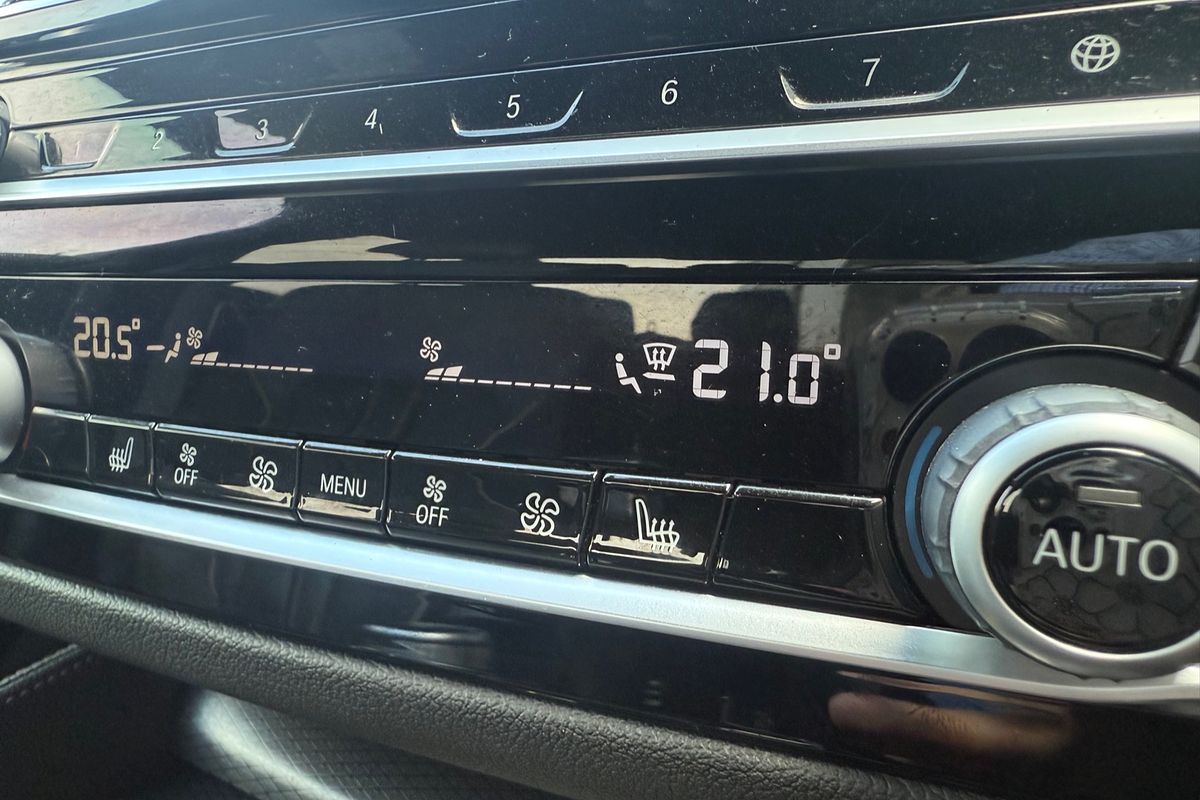 1 2 3 4 5 6 7
20.5° 21.0°
OFF MENU OFF
AUTO